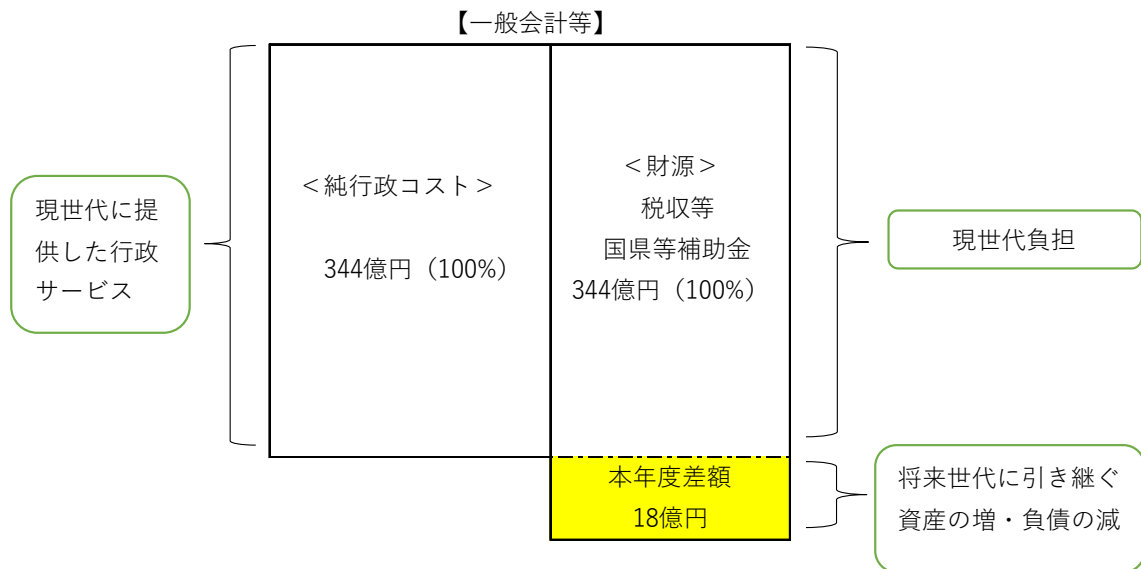 【一般会計等】
現世代に提
供した行政
サービス
＜純行政コスト＞
344億円（100%）
＜財源＞
税収等
国県等補助金
344億円（100%）
現世代負担
本年度差額
18億円
将来世代に引き継ぐ
資産の増・負債の減